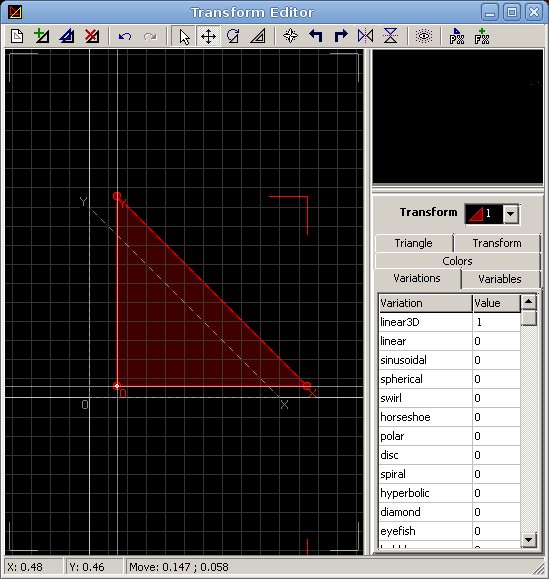 Transform Editor
PX
FX
Transform 1
Triangle Transform
Colors
Variations Variables
Variation Value
linear3D 1
linear 0
sinusoidal 0
spherical 0
swirl 0
horseshoe 0
polar 0
disc 0
spiral 0
hyperbolic 0
diamond 0
eyefish 0
Y
Y
O
X
X
X: 0.48 Y: 0.46 Move: 0.147 ; 0.058